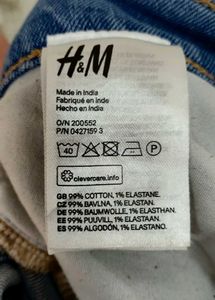 H&M
Made in India
Fabriqué en Inde
Hecho en India
O/N 200552
P/N 0427159 3
40
P
clevercare.info
GB 99% COTTON, 1% ELASTANE.
CZ 99% BAVLNA, 1% ELASTAN.
DE 99% BAUMWOLLE, 1% ELASTHAN.
EE 99% PUUVILL, 1% ELASTAAN.
ES 99% ALGODÓN, 1% ELASTANO.